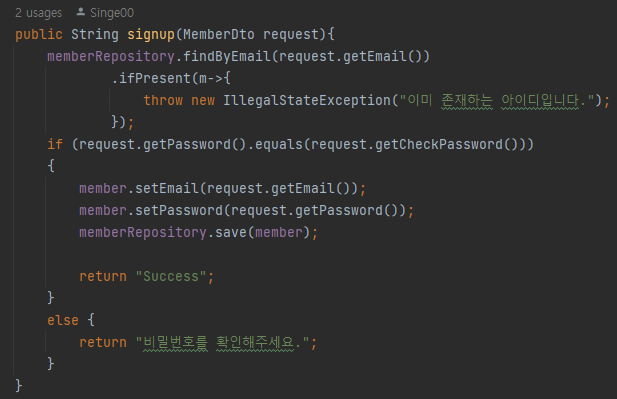 2 usages Singe00
public String signup(MemberDto request){
    memberRepository.findByEmail(request.getEmail())
            .ifPresent(m->{
                throw new IllegalStateException("이미 존재하는 아이디입니다.");
            });
    if (request.getPassword().equals(request.getCheckPassword()))
    {
        member.setEmail(request.getEmail());
        member.setPassword(request.getPassword());
        memberRepository.save(member);

        return "Success";
    }
    else {
        return "비밀번호를 확인해주세요.";
    }
}